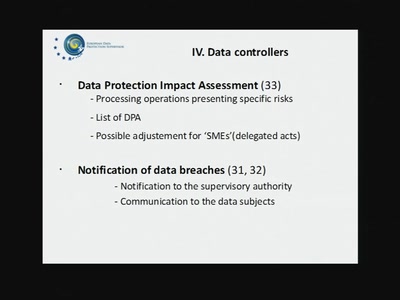 IV. Data controllers
· Data Protection Impact Assessment (33)
- Processing operations presenting specific risks
- List of DPA
- Possible adjustement for ‘SMEs’(delegated acts)
· Notification of data breaches (31, 32)
- Notification to the supervisory authority
- Communication to the data subjects